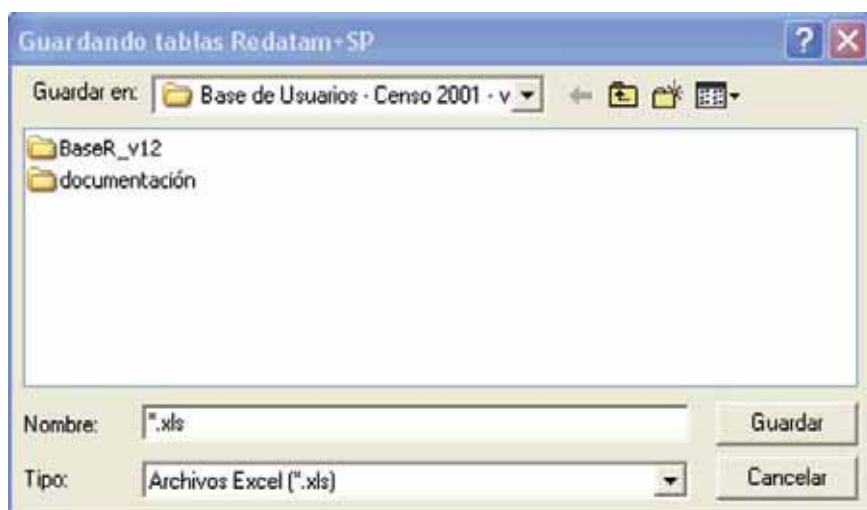 Guardando tablas Redatam+SP
Guardar en: Base de Usuarios - Censo 2001 - v
BaseR_v12
documentación
Nombre: *.xls Guardar
Tipo: Archivos Excel (*.xls) Cancelar